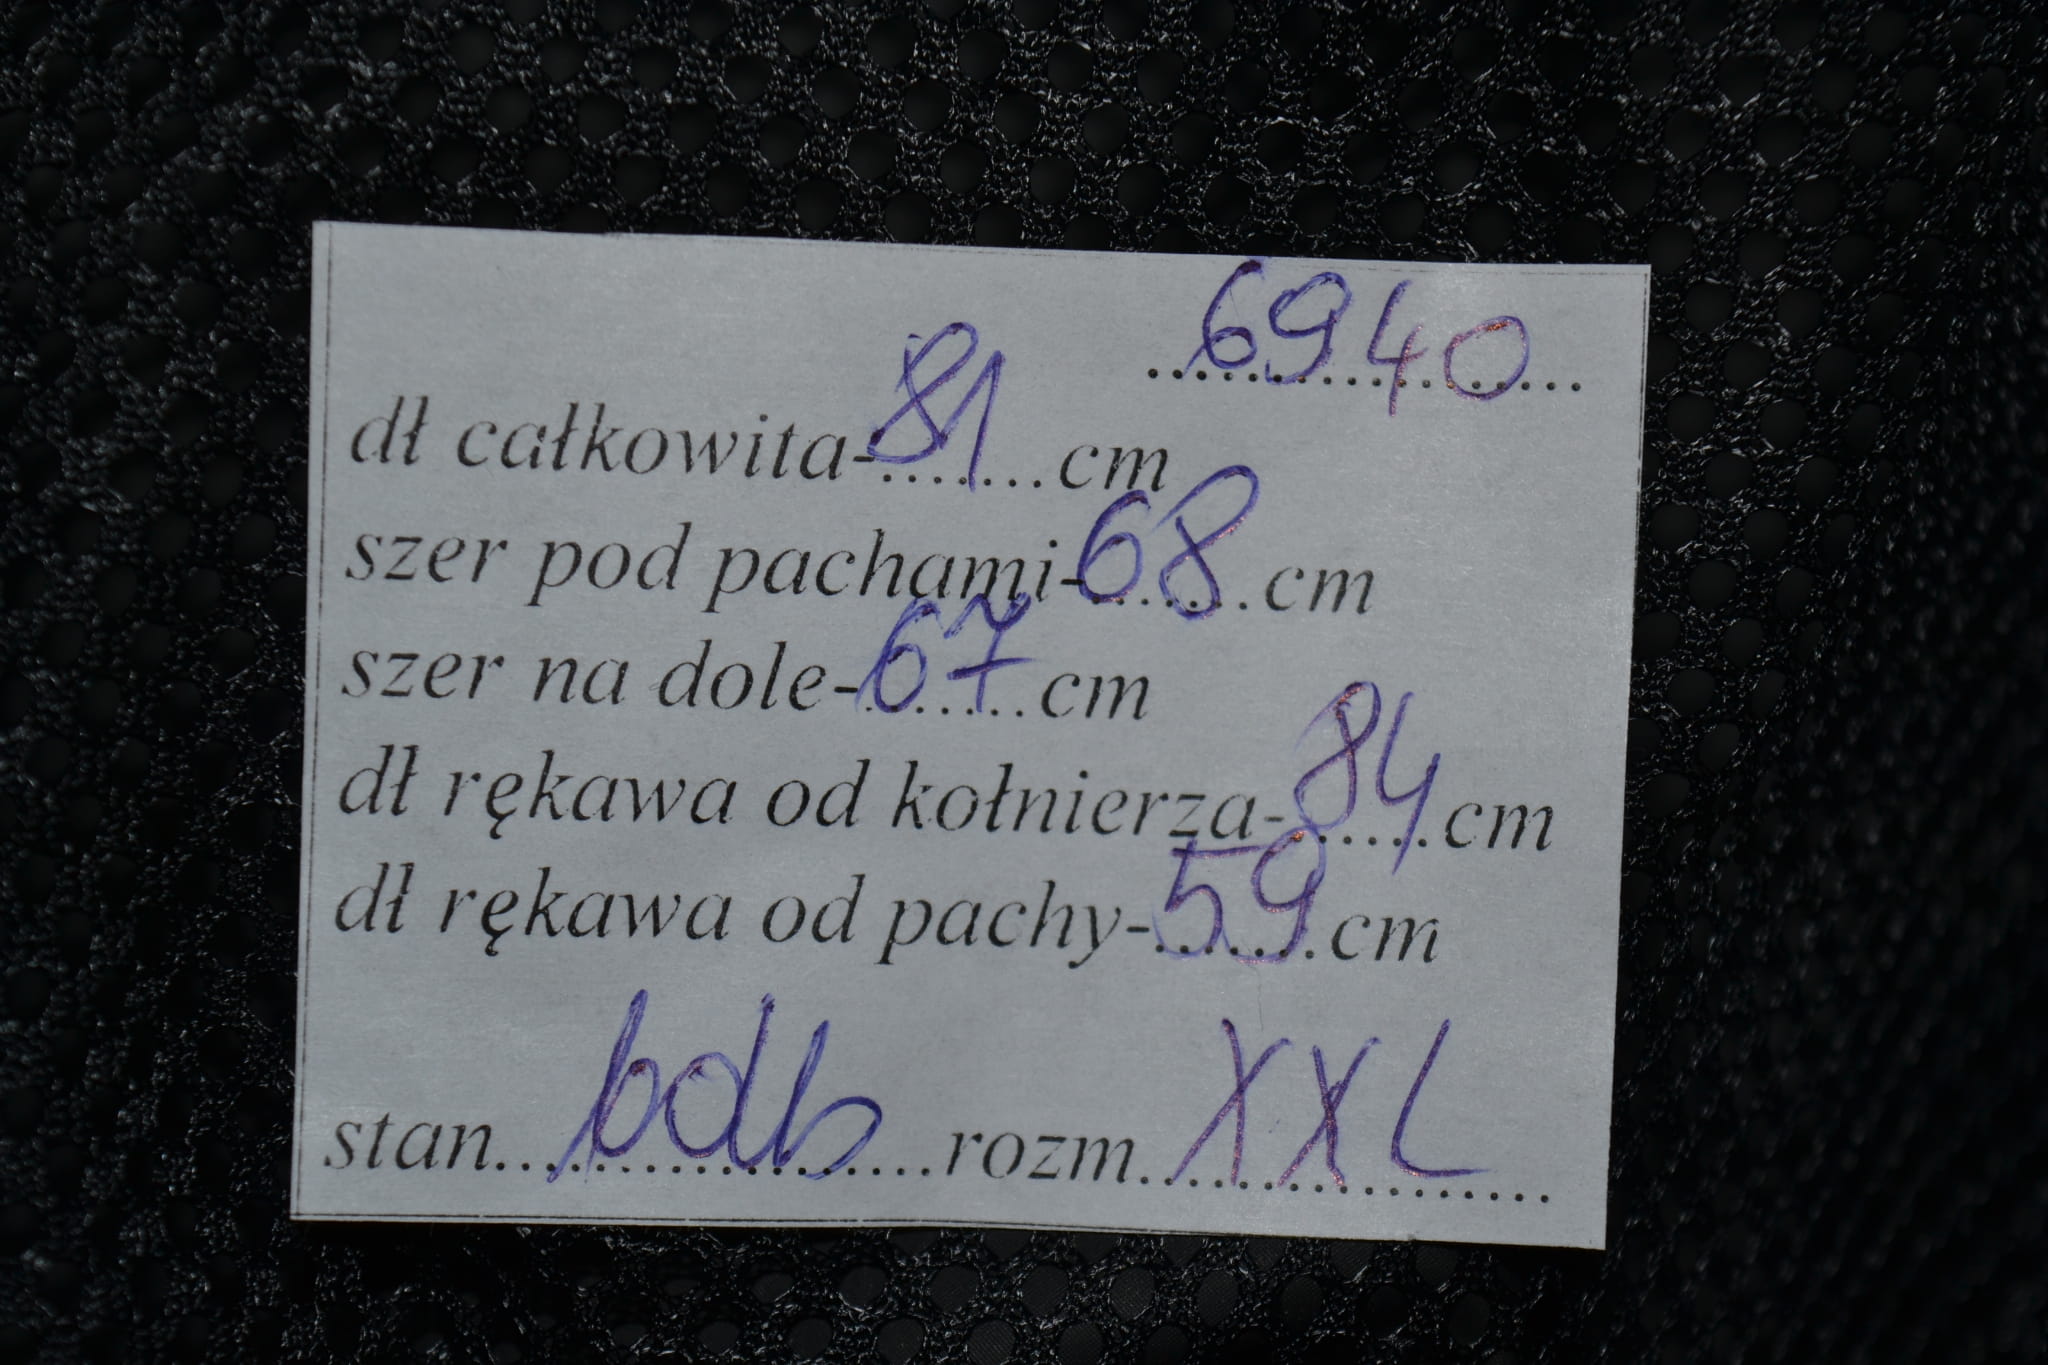 6940
dł całkowita-81cm
szer pod pachami-68cm
szer na dole-67cm
dł rękawa od kołnierza-84cm
dł rękawa od pachy-59cm
stan bdb rozm. XXL